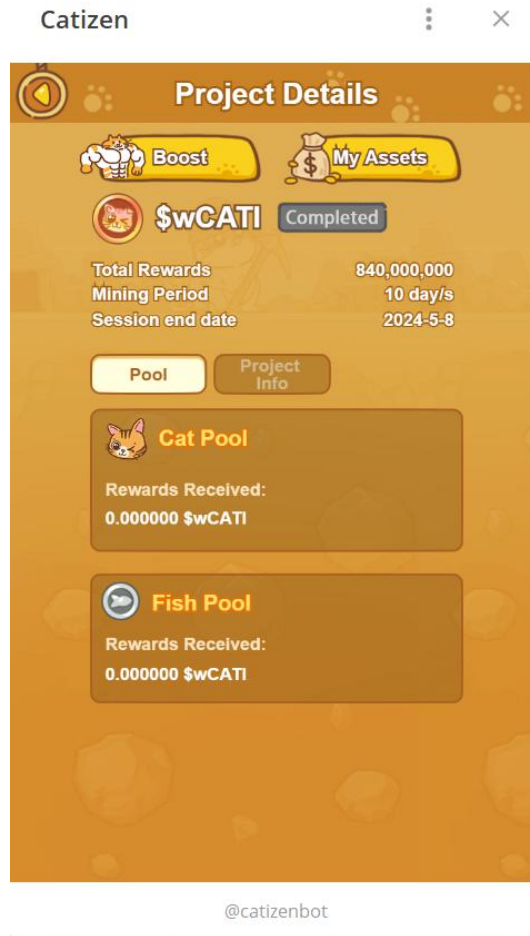 Catizen
Project Details
Boost
My Assets
$wCATI
Completed
Total Rewards 840,000,000
Mining Period 10 day/s
Session end date 2024-5-8
Pool
Project
Info
Cat Pool
Rewards Received:
0.000000 $wCATI
Fish Pool
Rewards Received:
0.000000 $wCATI
@catizenbot